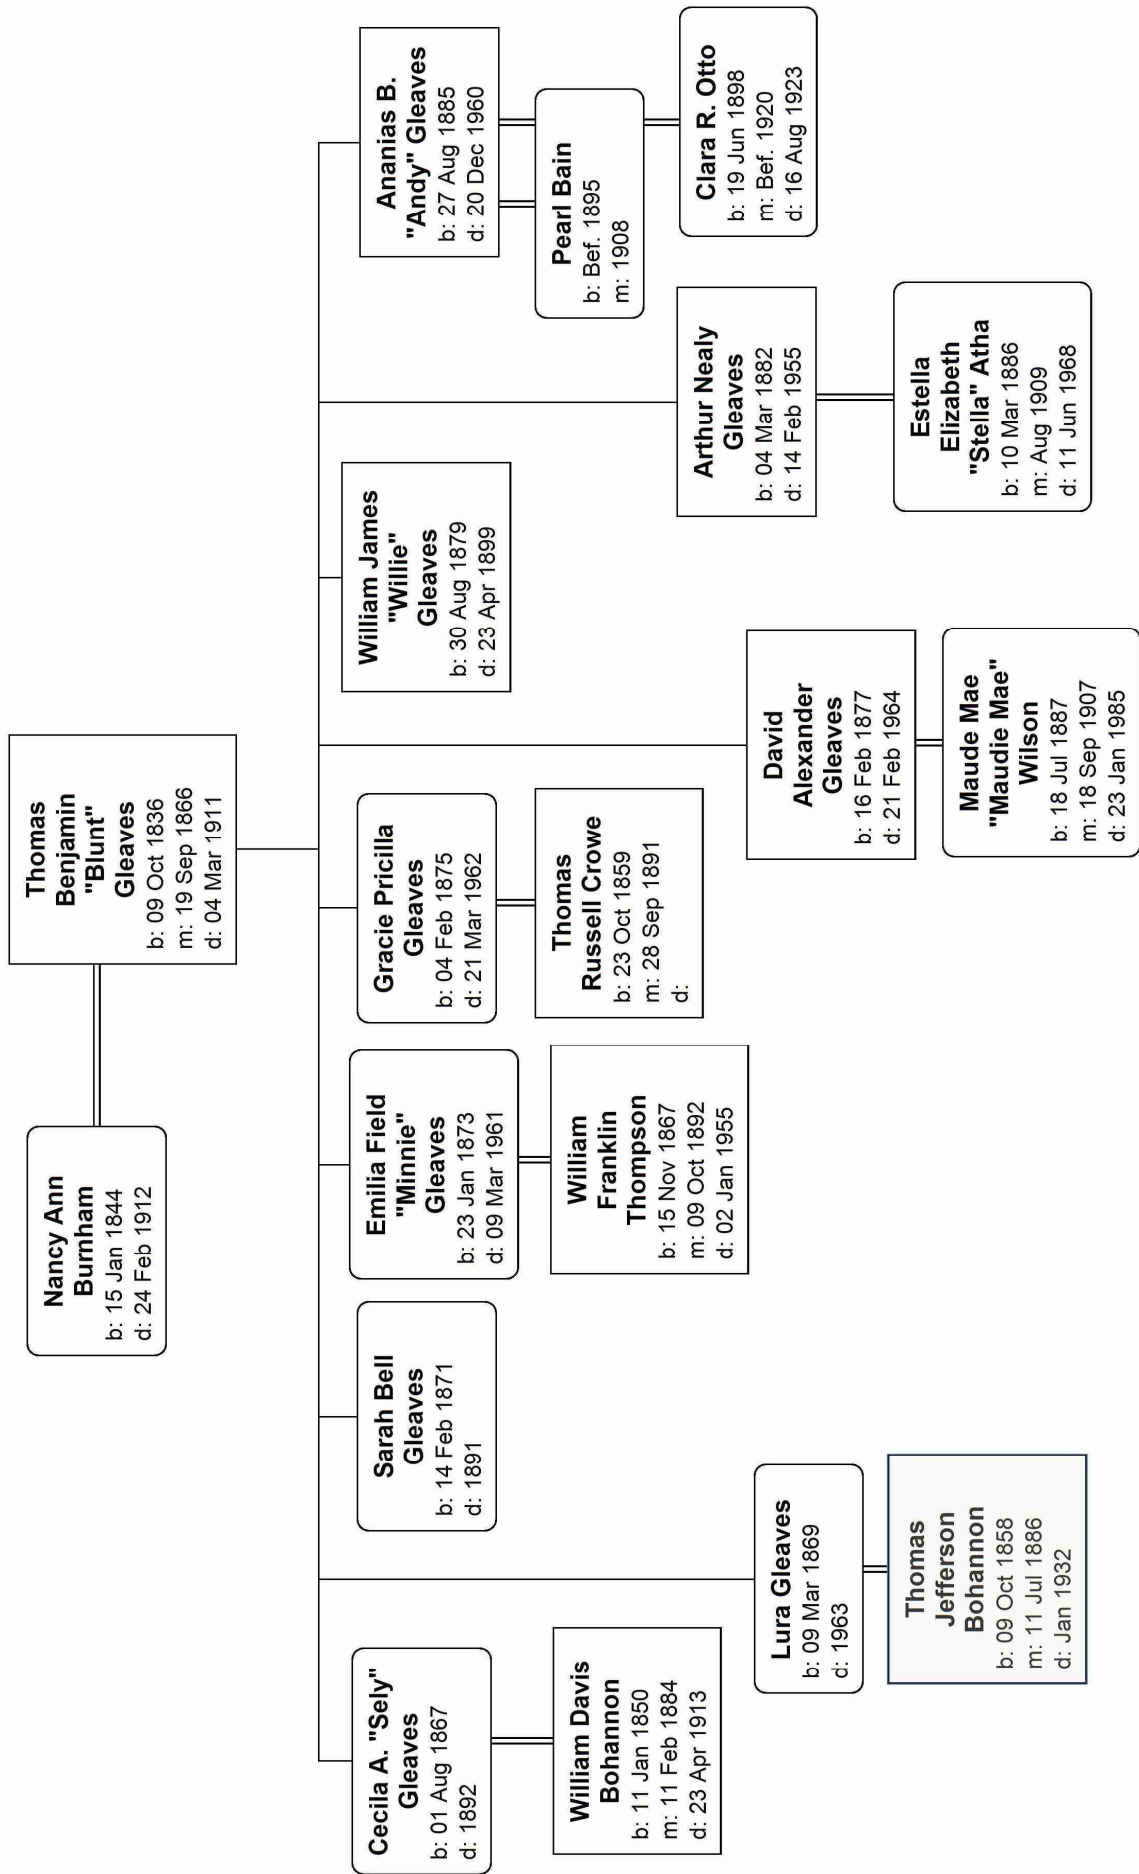 Nancy Ann
Burnham
b: 15 Jan 1844
d: 24 Feb 1912
Thomas
Benjamin
"Blunt"
Gleaves
b: 09 Oct 1836
m: 19 Sep 1866
d: 04 Mar 1911
Cecila A. "Sely"
Gleaves
b: 01 Aug 1867
d: 1892
William Davis
Bohannon
b: 11 Jan 1850
m: 11 Feb 1884
d: 23 Apr 1913
Lura Gleaves
b: 09 Mar 1869
d: 1963
Thomas
Jefferson
Bohannon
b: 09 Oct 1858
m: 11 Jul 1886
d: Jan 1932
Sarah Bell
Gleaves
b: 14 Feb 1871
d: 1891
Emilia Field
"Minnie"
Gleaves
b: 23 Jan 1873
d: 09 Mar 1961
William
Franklin
Thompson
b: 15 Nov 1867
m: 09 Oct 1892
d: 02 Jan 1955
Gracie Pricilla
Gleaves
b: 04 Feb 1875
d: 21 Mar 1962
Thomas
Russell Crowe
b: 23 Oct 1859
m: 28 Sep 1891
d:
David
Alexander
Gleaves
b: 16 Feb 1877
d: 21 Feb 1964
Maude Mae
"Maudie Mae"
Wilson
b: 18 Jul 1887
m: 18 Sep 1907
d: 23 Jan 1985
William James
"Willie"
Gleaves
b: 30 Aug 1879
d: 23 Apr 1899
Arthur Nealy
Gleaves
b: 04 Mar 1882
d: 14 Feb 1955
Estella
Elizabeth
"Stella" Atha
b: 10 Mar 1886
m: Aug 1909
d: 11 Jun 1968
Ananias B.
"Andy" Gleaves
b: 27 Aug 1885
d: 20 Dec 1960
Pearl Bain
b: Bef. 1895
m: 1908
Clara R. Otto
b: 19 Jun 1898
m: Bef. 1920
d: 16 Aug 1923